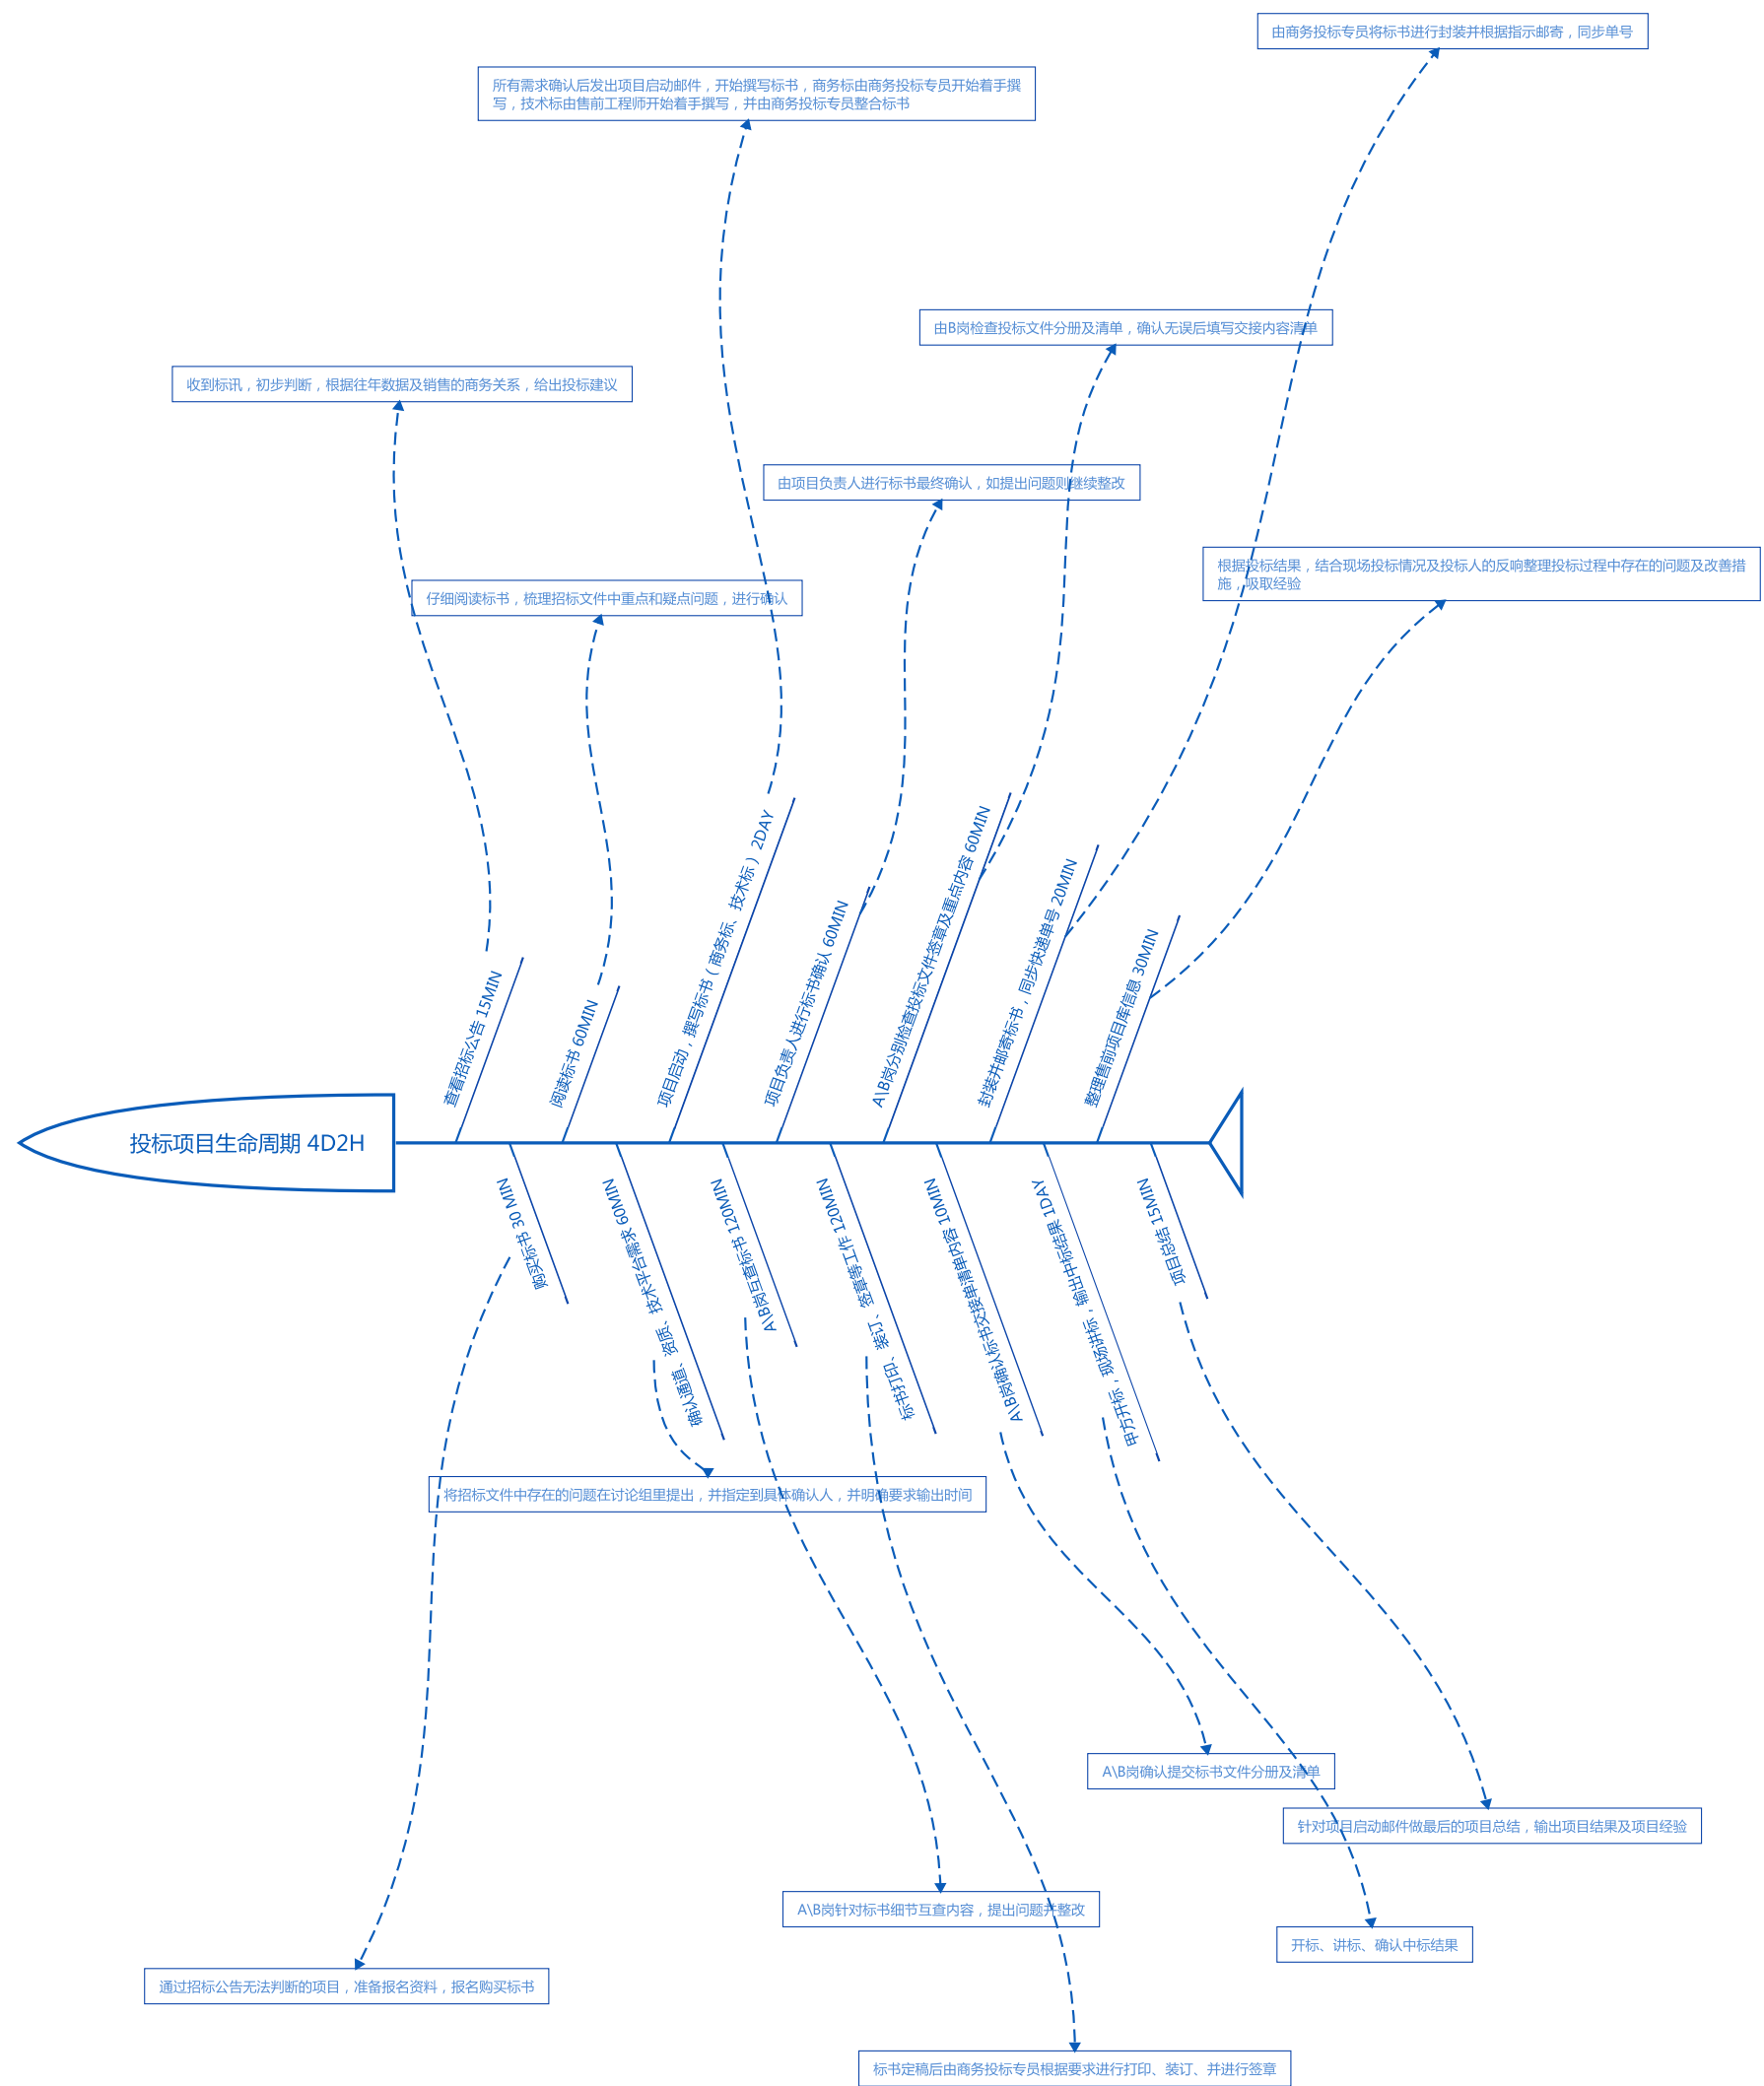 由商务投标专员将标书进行封装并根据指示邮寄，同步单号
所有需求确认后发出项目启动邮件，开始撰写标书，商务标由商务投标专员开始着手撰
写，技术标由售前工程师开始着手撰写，并由商务投标专员整合标书
由B岗检查投标文件分册及清单，确认无误后填写交接内容清单
收到标讯，初步判断，根据往年数据及销售的商务关系，给出投标建议
由项目负责人进行标书最终确认，如提出问题则继续整改
根据投标结果，结合现场投标情况及投标人的反响整理投标过程中存在的问题及改善措
施，吸取经验
仔细阅读标书，梳理招标文件中重点和疑点问题，进行确认
查看招标公告 15MIN
阅读标书 60MIN
项目启动，撰写标书（商务标、技术标）2DAY
项目负责人进行标书确认 60MIN
A\B岗分别检查投标文件签章及重点内容 60MIN
封装并邮寄标书，同步快递单号 20MIN
整理售前项目库信息 30MIN
投标项目生命周期 4D2H
购买标书 30 MIN
确认通道、资质、技术平台需求 60MIN
A\B岗互查标书 120MIN
标书打印、装订、签章等工作 120MIN
A\B岗确认标书交接单清单内容 10MIN
甲方开标，现场讲标，输出中标结果 1DAY
项目总结 15MIN
将招标文件中存在的问题在讨论组里提出，并指定到具体确认人，并明确要求输出时间
A\B岗确认提交标书文件分册及清单
针对项目启动邮件做最后的项目总结，输出项目结果及项目经验
A\B岗针对标书细节互查内容，提出问题并整改
开标、讲标、确认中标结果
通过招标公告无法判断的项目，准备报名资料，报名购买标书
标书定稿后由商务投标专员根据要求进行打印、装订、并进行签章